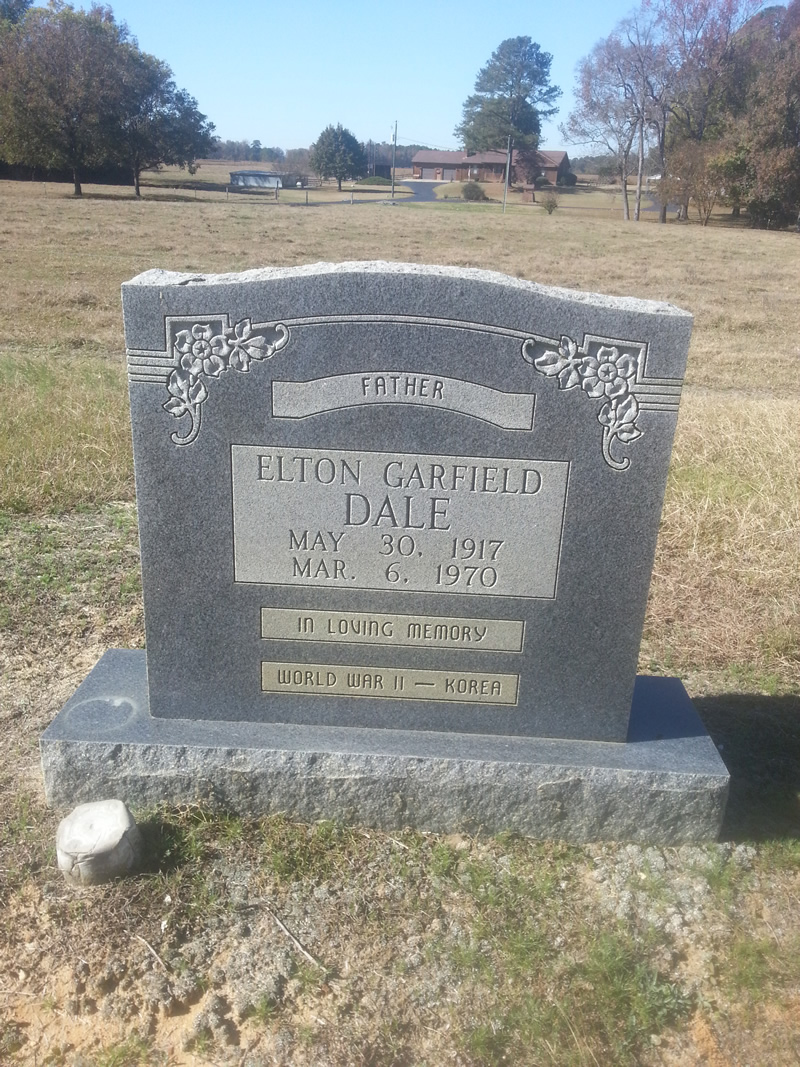 FATHER
ELTON GARFIELD
DALE
MAY 30, 1917
MAR. 6, 1970
IN LOVING MEMORY
WORLD WAR II — KOREA